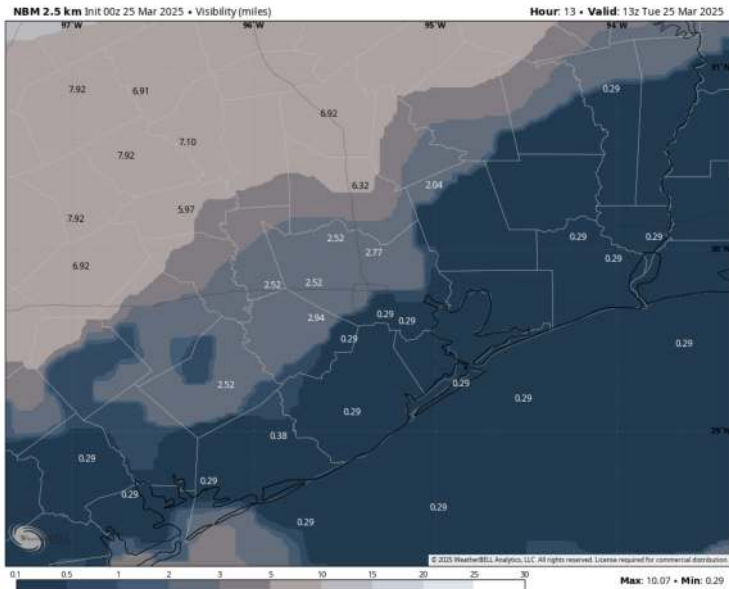 NBM 2.5 km Init 00z 25 Mar 2025 • Visibility (miles)
Hour: 13 • Valid: 13z Tue 25 Mar 2025
97°W 96°W 95°W 94°W
31°N
7.92 6.91 0.29
6.92
7.10
7.92
6.32 2.04
5.97
7.92
2.52 0.29 0.29
30°N
2.77 0.29
6.92
2.52 2.52
2.94 0.29 0.29
0.29 0.29
2.52 0.29
0.29
0.29
0.38
29°N
0.29
0.29
0.29
0.29
0.29
© 2025 WeatherBELL Analytics, LLC. All rights reserved. License required for commercial distribution.
0.1 0.5 1 2 3 5 10 15 20 25 30
Max: 10.07 • Min: 0.29